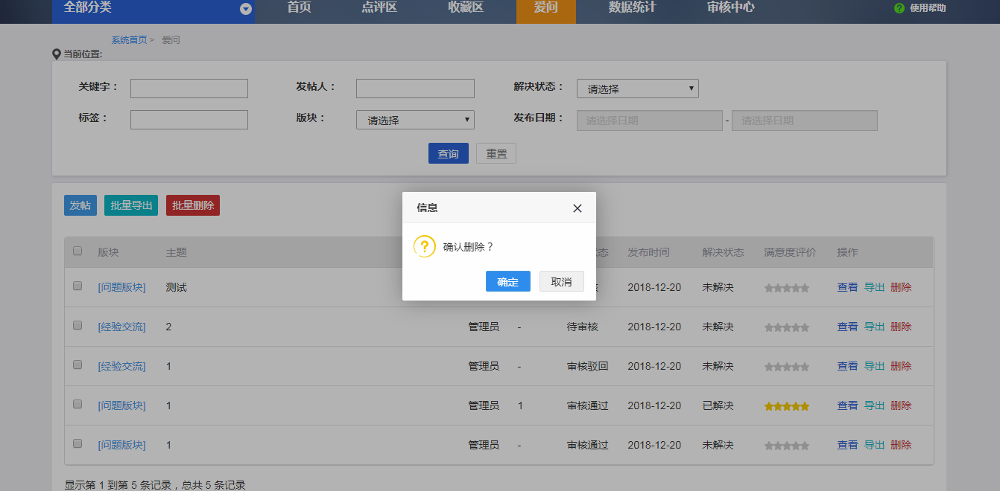 全部分类 首页 点评区 收藏区 爱问 数据统计 审核中心 ? 使用帮助
系统首页 > 爱问
当前位置:
关键字： 发帖人： 解决状态： 请选择
标签： 版块： 请选择 发布日期： 请选择日期 - 请选择日期
查询 重置
发帖 批量导出 批量删除
信息
? 确认删除？
确定 取消
版块 主题 态 发布时间 解决状态 满意度评价 操作
[问题版块] 测试 2018-12-20 未解决 查看 导出 删除
[经验交流] 2 管理员 - 待审核 2018-12-20 未解决 查看 导出 删除
[经验交流] 1 管理员 - 审核驳回 2018-12-20 未解决 查看 导出 删除
[问题版块] 1 管理员 1 审核通过 2018-12-20 已解决 查看 导出 删除
[问题版块] 1 管理员 - 审核通过 2018-12-20 未解决 查看 导出 删除
显示第 1 到第 5 条记录，总共 5 条记录